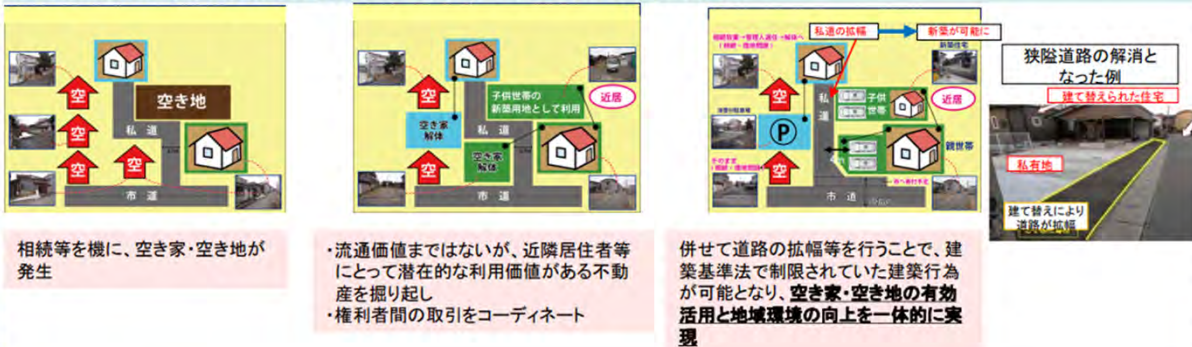 空
空
空
空
空き地
私 道
市 道
相続等を機に、空き家・空き地が
発生
空
空
子供世帯の
新築用地として利用
近居
空き家
解体
私 道
空き家
解体
市 道
・流通価値まではないが、近隣居住者等
にとって潜在的な利用価値がある不動
産を掘り起し
・権利者間の取引をコーディネート
私道の拡幅
新築が可能に
新築住宅
空
空
私
道
子供
世帯
近居
P
親世帯
市 道
併せて道路の拡幅等を行うことで、建
築基準法で制限されていた建築行為
が可能となり、空き家・空き地の有効
活用と地域環境の向上を一体的に実
現
狭隘道路の解消と
なった例
建て替えられた住宅
私有地
建て替えにより
道路が拡幅